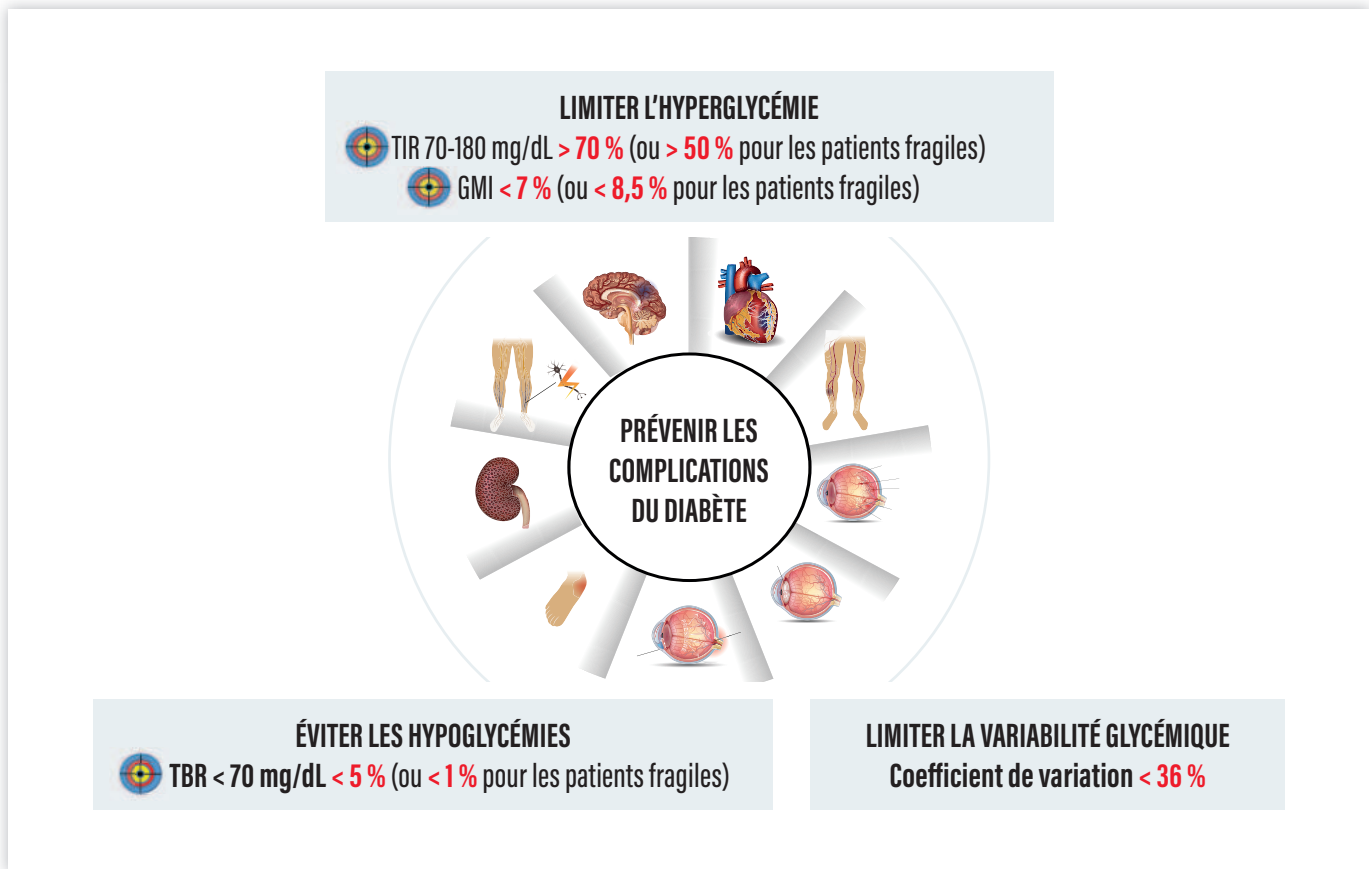 LIMITER L'HYPERGLYCÉMIE
TIR 70-180 mg/dL > 70 % (ou > 50 % pour les patients fragiles)
GMI < 7 % (ou < 8,5 % pour les patients fragiles)
PRÉVENIR LES
COMPLICATIONS
DU DIABÈTE
ÉVITER LES HYPOGLYCÉMIES
TBR < 70 mg/dL < 5 % (ou < 1 % pour les patients fragiles)
LIMITER LA VARIABILITÉ GLYCÉMIQUE
Coefficient de variation < 36 %